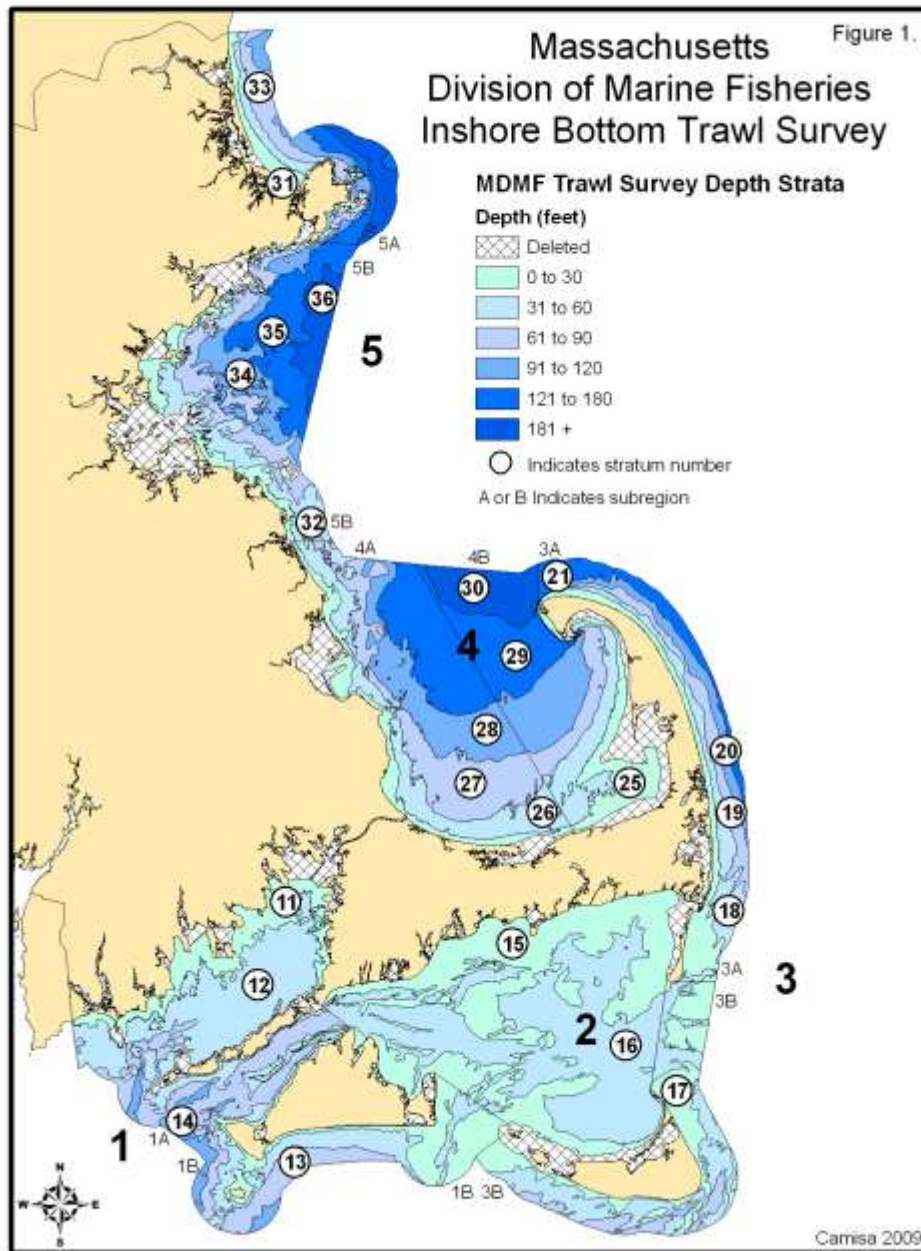 Figure 1.
Massachusetts
Division of Marine Fisheries
Inshore Bottom Trawl Survey
MDMF Trawl Survey Depth Strata
Depth (feet)
Deleted
0 to 30
31 to 60
61 to 90
91 to 120
121 to 180
181 +
Indicates stratum number
A or B Indicates subregion
33
31
5A
5B
36
35
5
34
32
5B
4A
4B
3A
30
21
4
29
28
20
27
25
26
19
11
18
15
3A
12
3
3B
2
16
17
14
1
1A
13
1B
1B 3B
N
W E
S
Camisa 2009